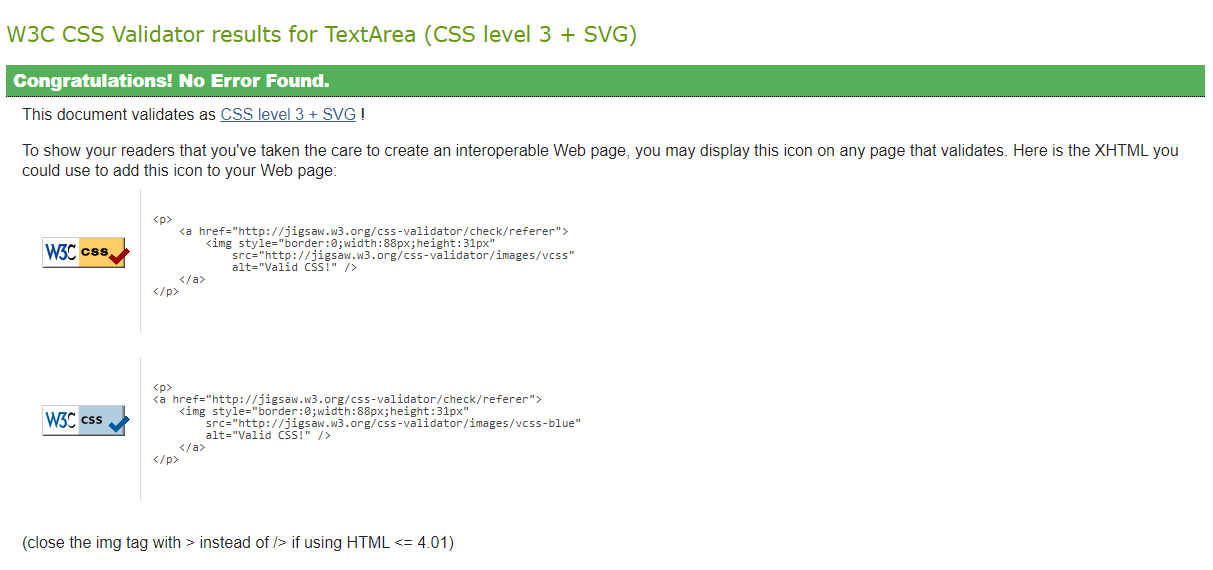 W3C CSS Validator results for TextArea (CSS level 3 + SVG)
Congratulations! No Error Found.
This document validates as CSS level 3 + SVG !
To show your readers that you've taken the care to create an interoperable Web page, you may display this icon on any page that validates. Here is the XHTML you
could use to add this icon to your Web page:
W3C css
<p>
    <a href="http://jigsaw.w3.org/css-validator/check/referer">
        <img style="border:0;width:88px;height:31px"
            src="http://jigsaw.w3.org/css-validator/images/vcss"
            alt="Valid CSS!" />
    </a>
</p>
W3C css
<p>
<a href="http://jigsaw.w3.org/css-validator/check/referer">
    <img style="border:0;width:88px;height:31px"
        src="http://jigsaw.w3.org/css-validator/images/vcss-blue"
        alt="Valid CSS!" />
    </a>
</p>
(close the img tag with > instead of /> if using HTML <= 4.01)